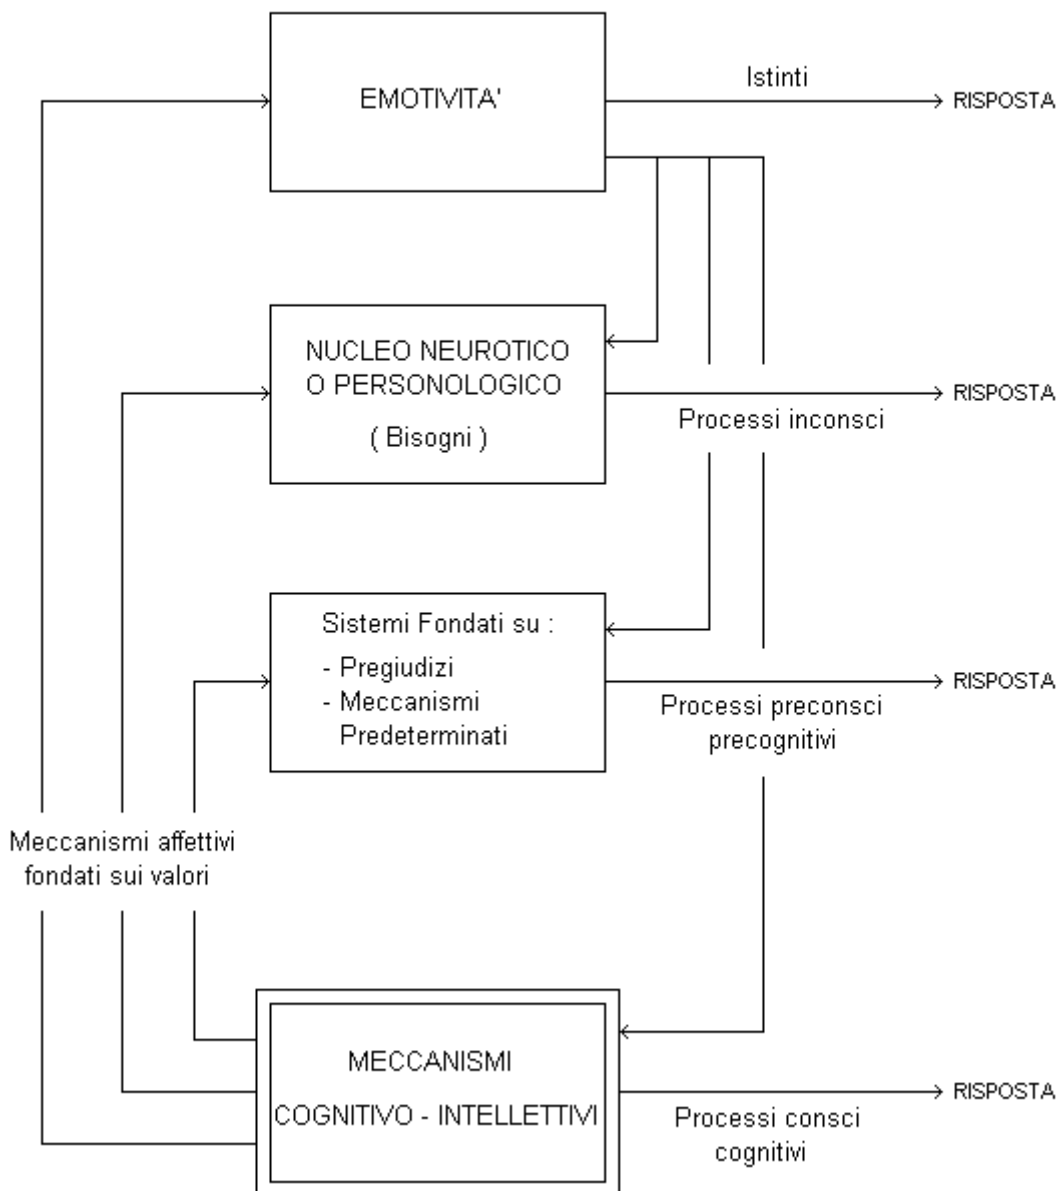 EMOTIVITA'
Istinti
RISPOSTA
NUCLEO NEUROTICO
O PERSONOLOGICO
( Bisogni )
RISPOSTA
Processi inconsci
Sistemi Fondati su :
- Pregiudizi
- Meccanismi
Predeterminati
RISPOSTA
Processi preconsci
precognitivi
Meccanismi affettivi
fondati sui valori
MECCANISMI
COGNITIVO - INTELLETTIVI
RISPOSTA
Processi consci
cognitivi